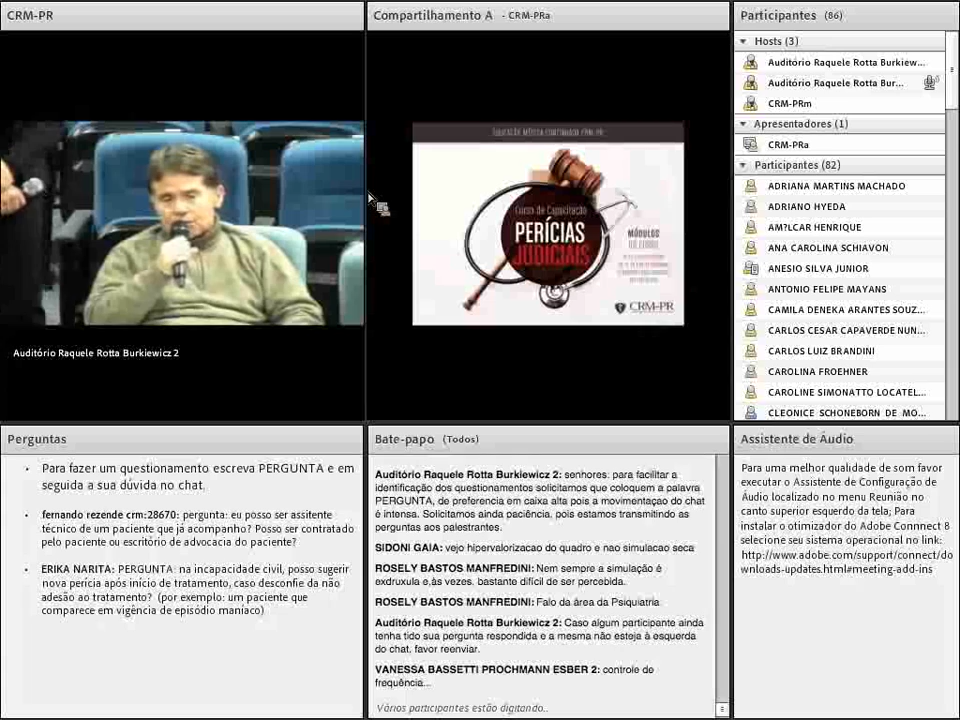 CRM-PR
Auditório Raquele Rotta Burkiewicz 2
Compartilhamento A - CRM-PRa
EDUCAÇÃO MÉDICA CONTINUADA CRM-PR
Curso de Capacitação
PERÍCIAS
JUDICIAIS
MÓDULOS
CRM-PR
Participantes (86)
Hosts (3)
Auditório Raquele Rotta Burkiew...
Auditório Raquele Rotta Bur...
CRM-PRm
Apresentadores (1)
CRM-PRa
Participantes (82)
ADRIANA MARTINS MACHADO
ADRIANO HYEDA
AM?LCAR HENRIQUE
ANA CAROLINA SCHIAVON
ANESIO SILVA JUNIOR
ANTONIO FELIPE MAYANS
CAMILA DENEKA ARANTES SOUZ...
CARLOS CESAR CAPAVERDE NUN...
CARLOS LUIZ BRANDINI
CAROLINA FROEHNER
CAROLINE SIMONATTO LOCATEL...
CLEONICE SCHONEBORN DE MO...
Perguntas
• Para fazer um questionamento escreva PERGUNTA e em
seguida a sua dúvida no chat.
• fernando rezende crm:28670: pergunta: eu posso ser assitente
técnico de um paciente que já acompanho? Posso ser contratado
pelo paciente ou escritório de advocacia do paciente?
• ERIKA NARITA: PERGUNTA: na incapacidade civil, posso sugerir
nova perícia após início de tratamento, caso desconfie da não
adesão ao tratamento? (por exemplo: um paciente que
comparece em vigência de episódio maníaco)
Bate-papo (Todos)
Auditório Raquele Rotta Burkiewicz 2: senhores, para facilitar a
identificação dos questionamentos solicitamos que coloquem a palavra
PERGUNTA, de preferencia em caixa alta pois a movimentaçao do chat
é intensa. Solicitamos ainda paciência, pois estamos transmitindo as
perguntas aos palestrantes.
SIDONI GAIA: vejo hipervalorizacao do quadro e nao simulacao seca
ROSELY BASTOS MANFREDINI: Nem sempre a simulação é
exdruxula e,às vezes, bastante difícil de ser percebida.
ROSELY BASTOS MANFREDINI: Falo da área da Psiquiatria
Auditório Raquele Rotta Burkiewicz 2: Caso algum participante ainda
tenha tido sua pergunta respondida e a mesma não esteja à esquerda
do chat, favor reenviar.
VANESSA BASSETTI PROCHMANN ESBER 2: controle de
frequência...
Vários participantes estão digitando..
Assistente de Áudio
Para uma melhor qualidade de som favor
executar o Assistente de Configuração de
Áudio localizado no menu Reunião no
canto superior esquerdo da tela; Para
instalar o otimizador do Adobe Connnect 8
selecione seu sistema operacional no link:
http://www.adobe.com/support/connect/do
wnloads-updates.html#meeting-add-ins